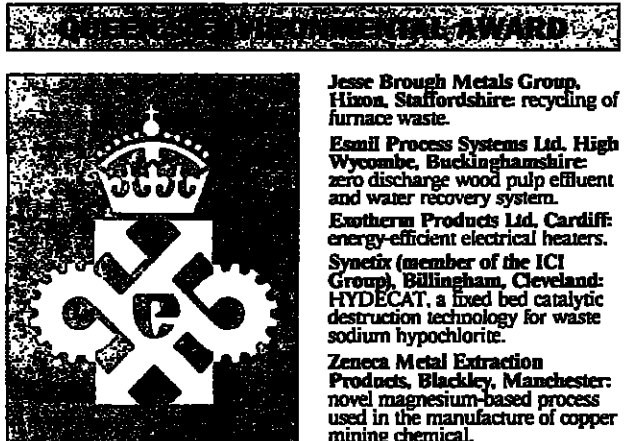 QUEEN'S ENVIRONMENTAL AWARD
Jesse Brough Metals Group,
Hixon, Staffordshire: recycling of
furnace waste.
Esmil Process Systems Ltd, High
Wycombe, Buckinghamshire:
zero discharge wood pulp effluent
and water recovery system.
Exotherm Products Ltd, Cardiff:
energy-efficient electrical heaters.
Synetix (member of the ICI
Group), Billingham, Cleveland:
HYDECAT, a fixed bed catalytic
destruction technology for waste
sodium hypochlorite.
Zeneca Metal Extraction
Products, Blackley, Manchester:
novel magnesium-based process
used in the manufacture of copper
mining chemical.
e